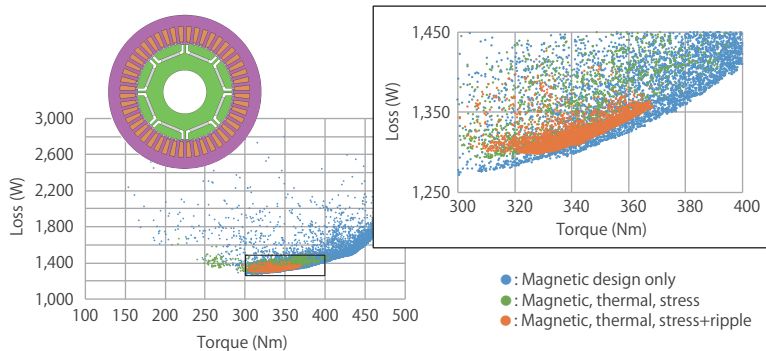 Loss (W)
3,000
2,600
2,200
1,800
1,400
1,000
100 150 200 250 300 350 400 450 500
Torque (Nm)
Loss (W)
1,450
1,350
1,250
300 320 340 360 380 400
Torque (Nm)
: Magnetic design only
: Magnetic, thermal, stress
: Magnetic, thermal, stress+ripple